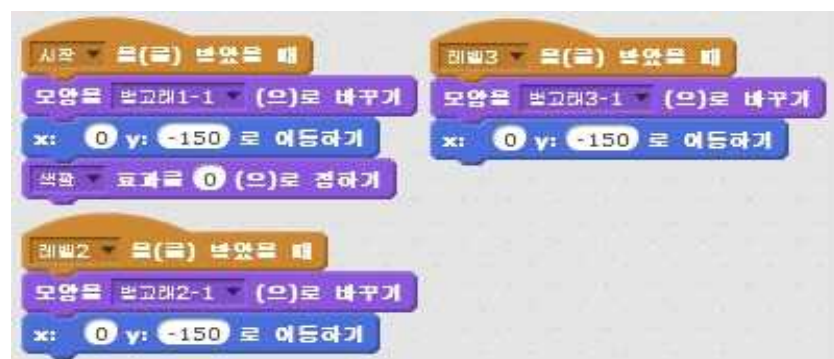 시작 을(를) 받았을 때
모양을 범고래1-1 (으)로 바꾸기
x: 0 y: -150 로 이동하기
색깔 효과를 0 (으)로 정하기
레벨2 을(를) 받았을 때
모양을 범고래2-1 (으)로 바꾸기
x: 0 y: -150 로 이동하기
레벨3 을(를) 받았을 때
모양을 범고래3-1 (으)로 바꾸기
x: 0 y: -150 로 이동하기